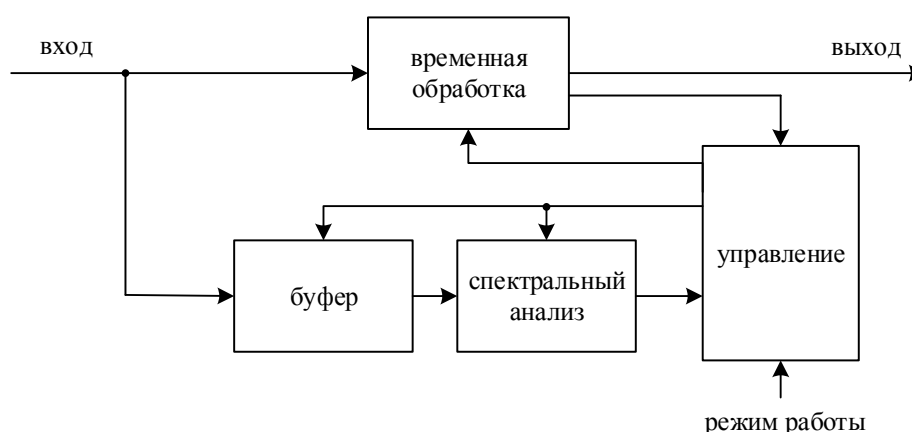 вход
временная
обработка
выход
буфер
спектральный
анализ
управление
режим работы